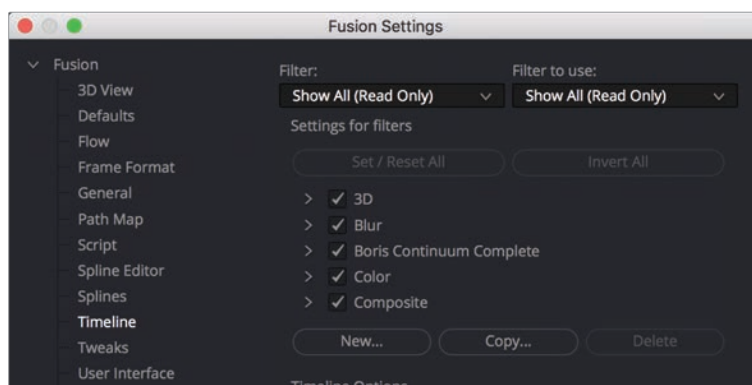 Fusion Settings
Fusion
3D View
Defaults
Flow
Frame Format
General
Path Map
Script
Spline Editor
Splines
Timeline
Tweaks
User Interface
Filter:
Filter to use:
Show All (Read Only)
Show All (Read Only)
Settings for filters
Set / Reset All
Invert All
3D
Blur
Boris Continuum Complete
Color
Composite
New...
Copy...
Delete
Timeline Options